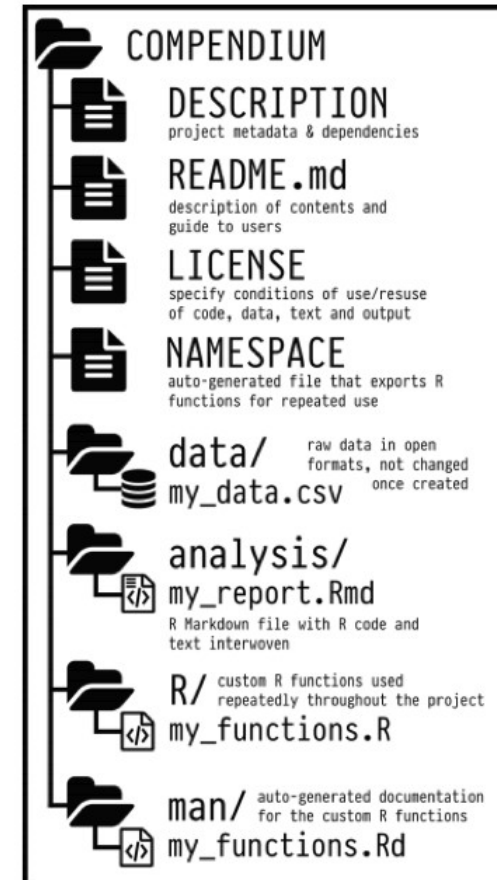 COMPENDIUM
DESCRIPTION
project metadata & dependencies
README.md
description of contents and
guide to users
LICENSE
specify conditions of use/resuse
of code, data, text and output
NAMESPACE
auto-generated file that exports R
functions for repeated use
data/
raw data in open
formats, not changed
once created
my_data.csv
analysis/
my_report.Rmd
R Markdown file with R code and
text interwoven
R/
custom R functions used
repeatedly throughout the project
my_functions.R
man/
auto-generated documentation
for the custom R functions
my_functions.Rd